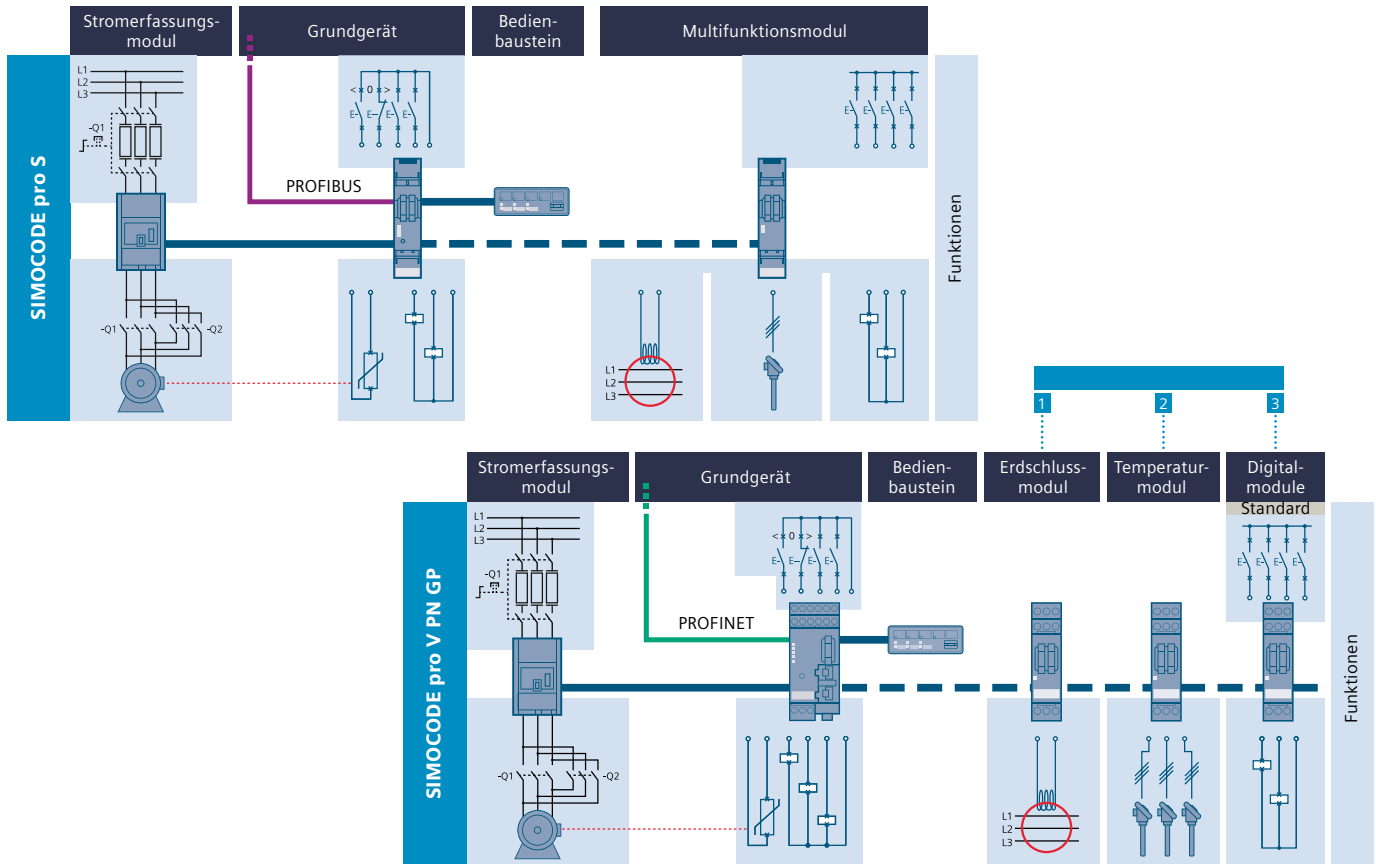 Stromerfassungs-
modul
Grundgerät
Bedien-
baustein
Multifunktionsmodul
SIMOCODE pro S
L1
L2
L3
-Q1
< 0 >
E- E- E- E-
E- E- E- E-
PROFIBUS
Funktionen
-Q1
-Q2
L1
L2
L3
1
2
3
Stromerfassungs-
modul
Grundgerät
Bedien-
baustein
Erdschluss-
modul
Temperatur-
modul
Digital-
module
Standard
SIMOCODE pro V PN GP
L1
L2
L3
-Q1
< 0 >
E- E- E- E-
E- E- E- E-
PROFINET
Funktionen
-Q1
-Q2
L1
L2
L3